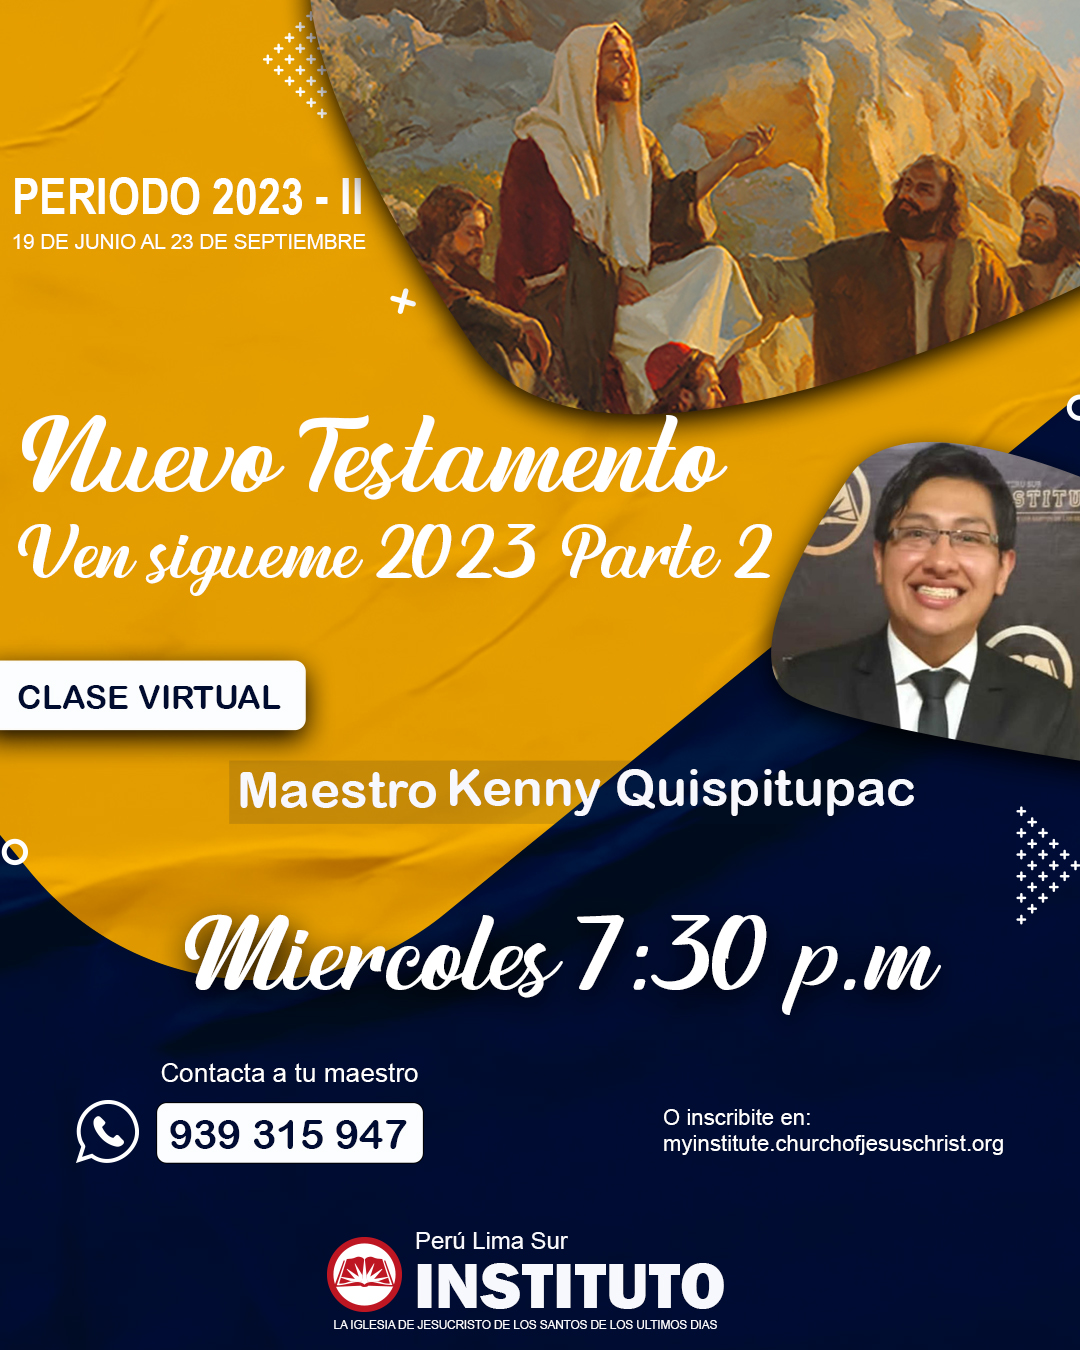 PERIODO 2023 - II
19 DE JUNIO AL 23 DE SEPTIEMBRE
Nuevo Testamento
Ven sigueme 2023 Parte 2
CLASE VIRTUAL
Maestro Kenny Quispitupac
Miercoles 7:30 p.m
Contacta a tu maestro
939 315 947
O inscribite en:
myinstitute.churchofjesuschrist.org
Perú Lima Sur
INSTITUTO
LA IGLESIA DE JESUCRISTO DE LOS SANTOS DE LOS ULTIMOS DIAS